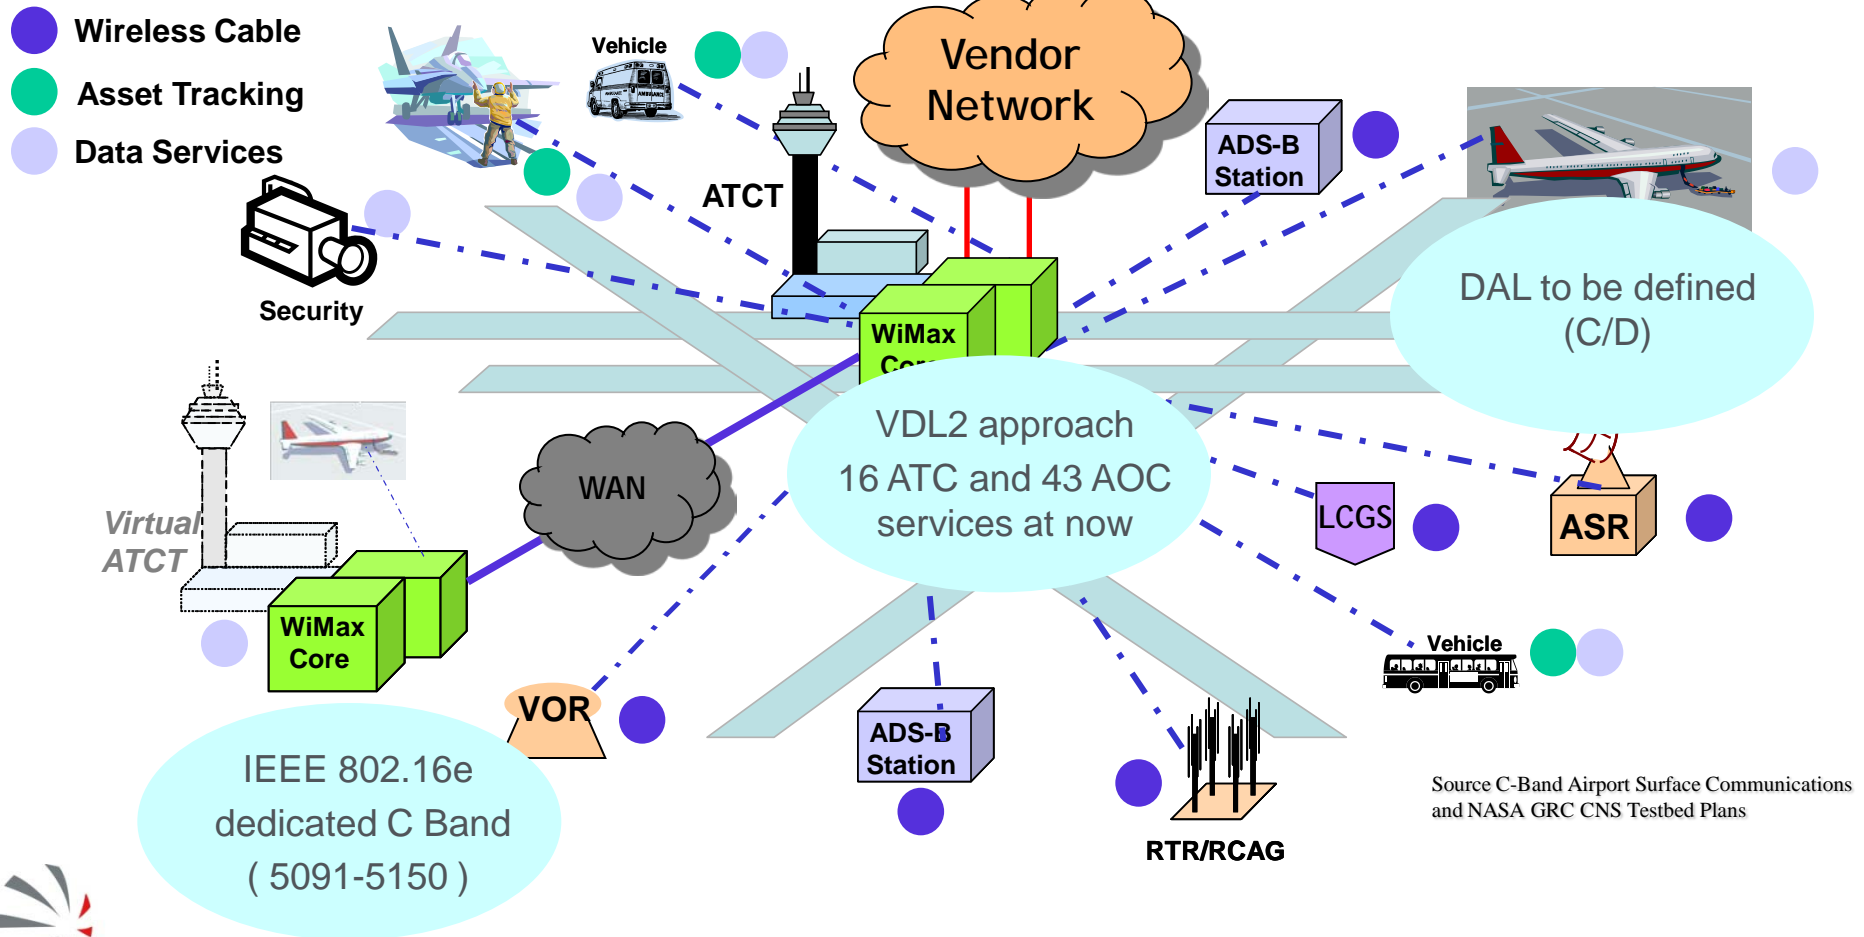 Wireless Cable
Asset Tracking
Data Services
Vehicle
Vendor
Network
ADS-B
Station
ATCT
Security
DAL to be defined
(C/D)
WiMax
Core
VDL2 approach
16 ATC and 43 AOC
services at now
WAN
LCGS
ASR
Virtual
ATCT
WiMax
Core
Vehicle
VOR
ADS-B
Station
IEEE 802.16e
dedicated C Band
( 5091-5150 )
RTR/RCAG
Source C-Band Airport Surface Communications
and NASA GRC CNS Testbed Plans